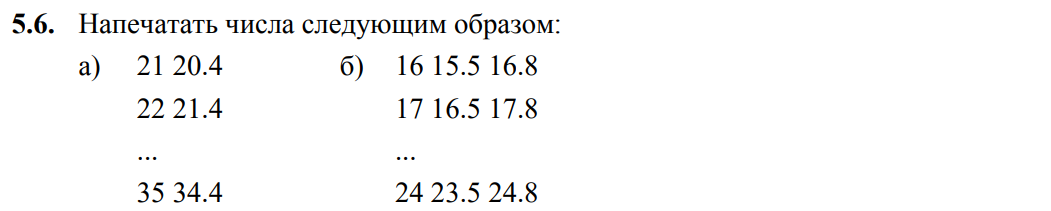 5.6. Напечатать числа следующим образом:
а) 21 20.4 б) 16 15.5 16.8
22 21.4 17 16.5 17.8
... ...
35 34.4 24 23.5 24.8